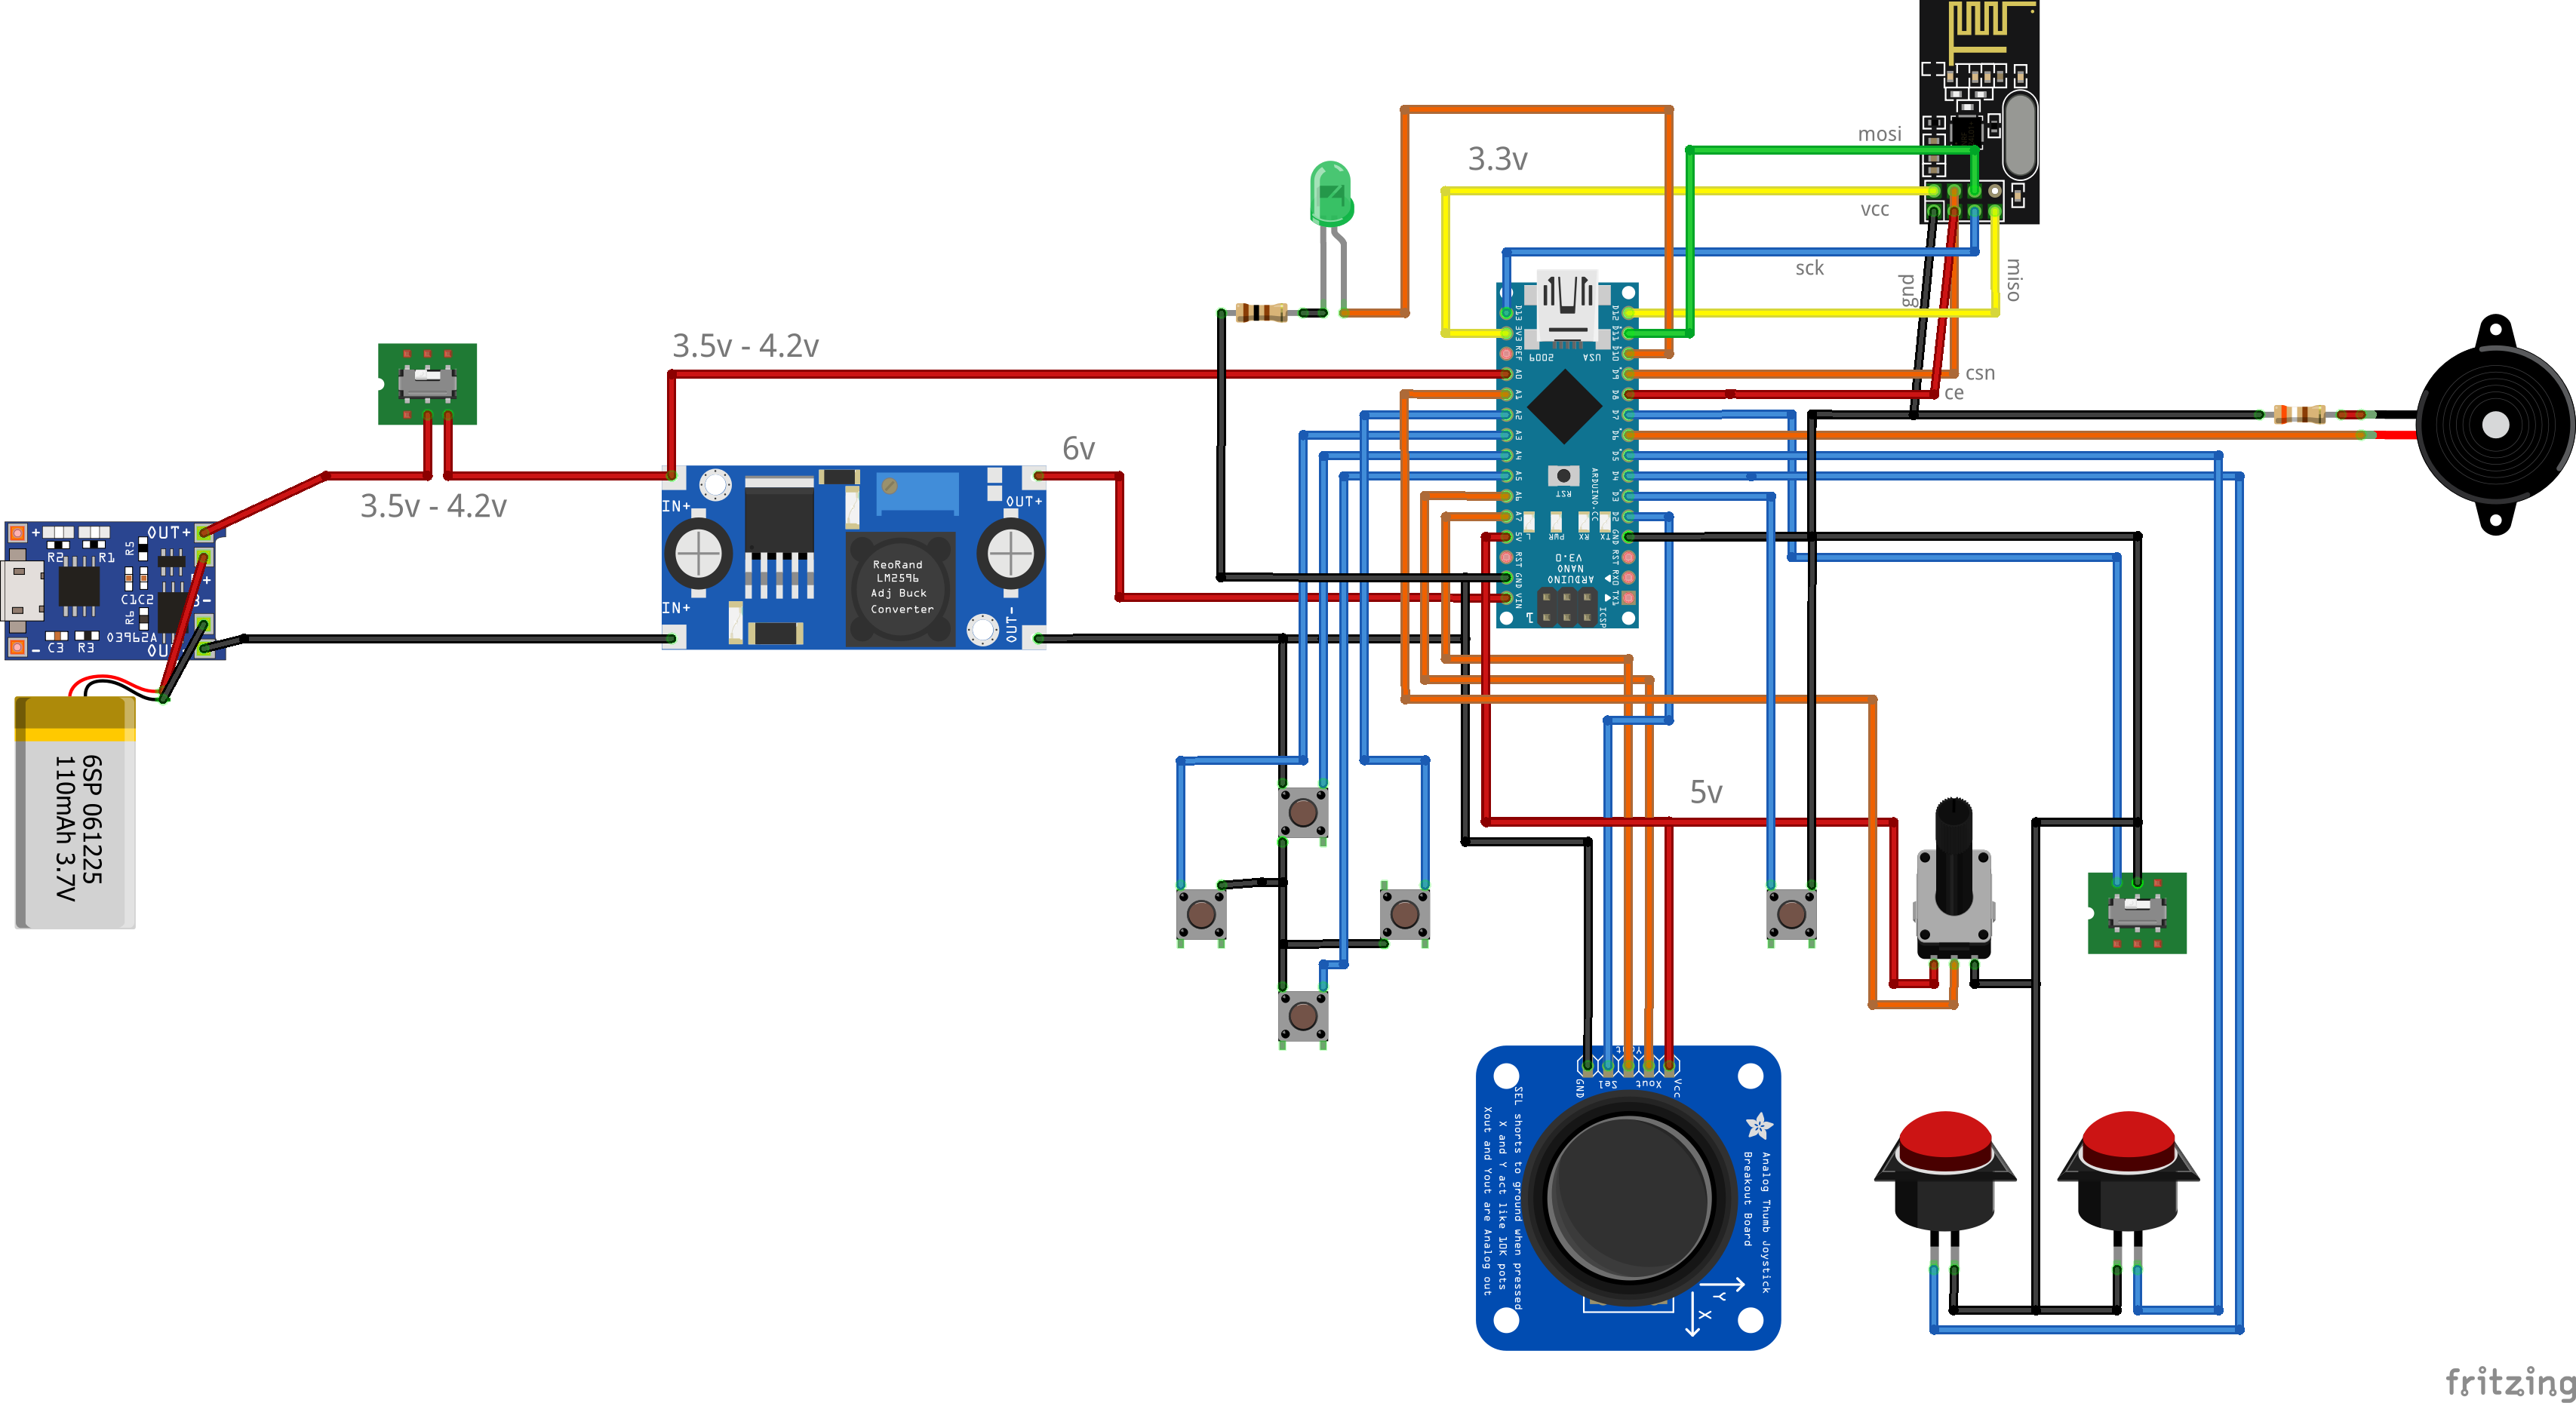 mosi
3.3v
vcc
sck
gnd
miso
csn
ce
3.5v - 4.2v
3.5v - 4.2v
6v
5v
OUT+
R2
R1
R5
+
-
C1
C2
B-
R6
03962A
C3
R3
6SP 061225
110mAh 3.7V
IN+
IN+
OUT+
OUT-
ReoRand
LM2596
Adj Buck
Converter
D13
3V3
REF
A0
A1
A2
A3
A4
A5
A6
A7
5V
RST
GND
VIN
D12
D11
D10
D9
D8
D7
D6
D5
D4
D3
D2
GND
RST
RX0
TX1
2009
USA
RST
ARDUINO.CC
L
PWR
RX
TX
V3.0
NANO
ARDUINO
ICSP
1
GND
Sel
Xout
Vcc
Analog Thumb Joystick
Breakout Board
SEL shorts to ground when pressed
X and Y act like 10K pots
Xout and Yout are Analog out
Y
X
fritzing